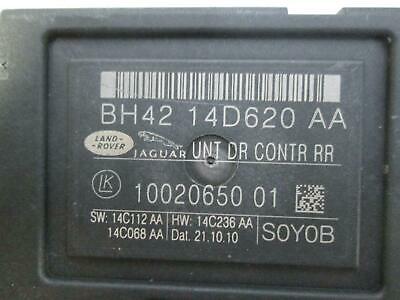 BH42 14D620 AA
LAND-
ROVER
JAGUAR UNT DR CONTR RR
LK 10020650 01
SW: 14C112 AA HW: 14C236 AA
14C068 AA Dat. 21.10.10
S0Y0B